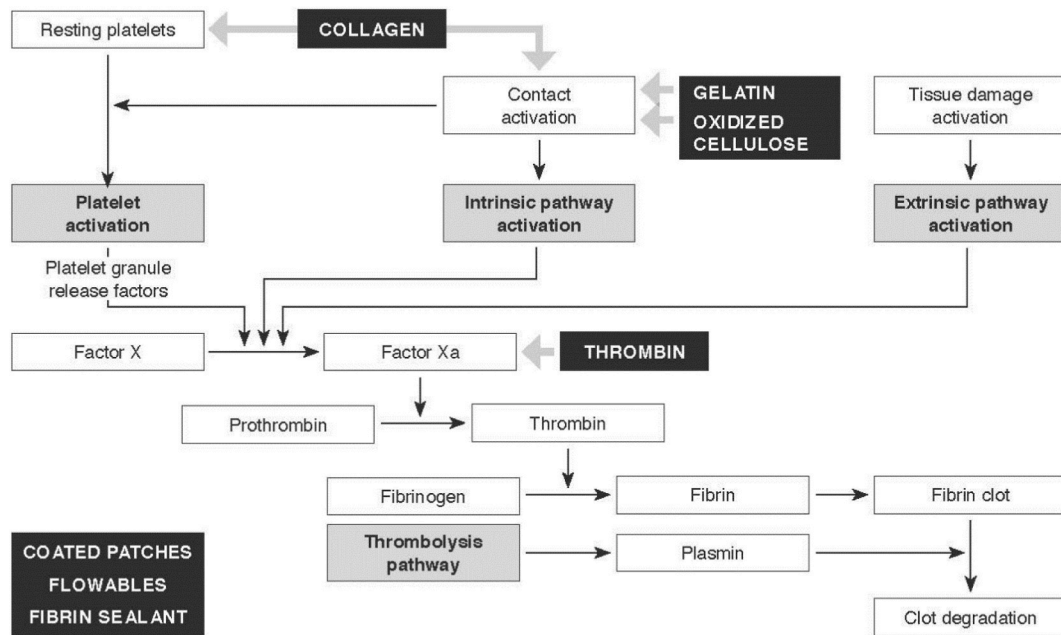 Resting platelets
COLLAGEN
Contact
activation
GELATIN
OXIDIZED
CELLULOSE
Tissue damage
activation
Platelet
activation
Intrinsic pathway
activation
Extrinsic pathway
activation
Platelet granule
release factors
Factor X
Factor Xa
THROMBIN
Prothrombin
Thrombin
Fibrinogen
Fibrin
Fibrin clot
Thrombolysis
pathway
Plasmin
COATED PATCHES
FLOWABLES
FIBRIN SEALANT
Clot degradation